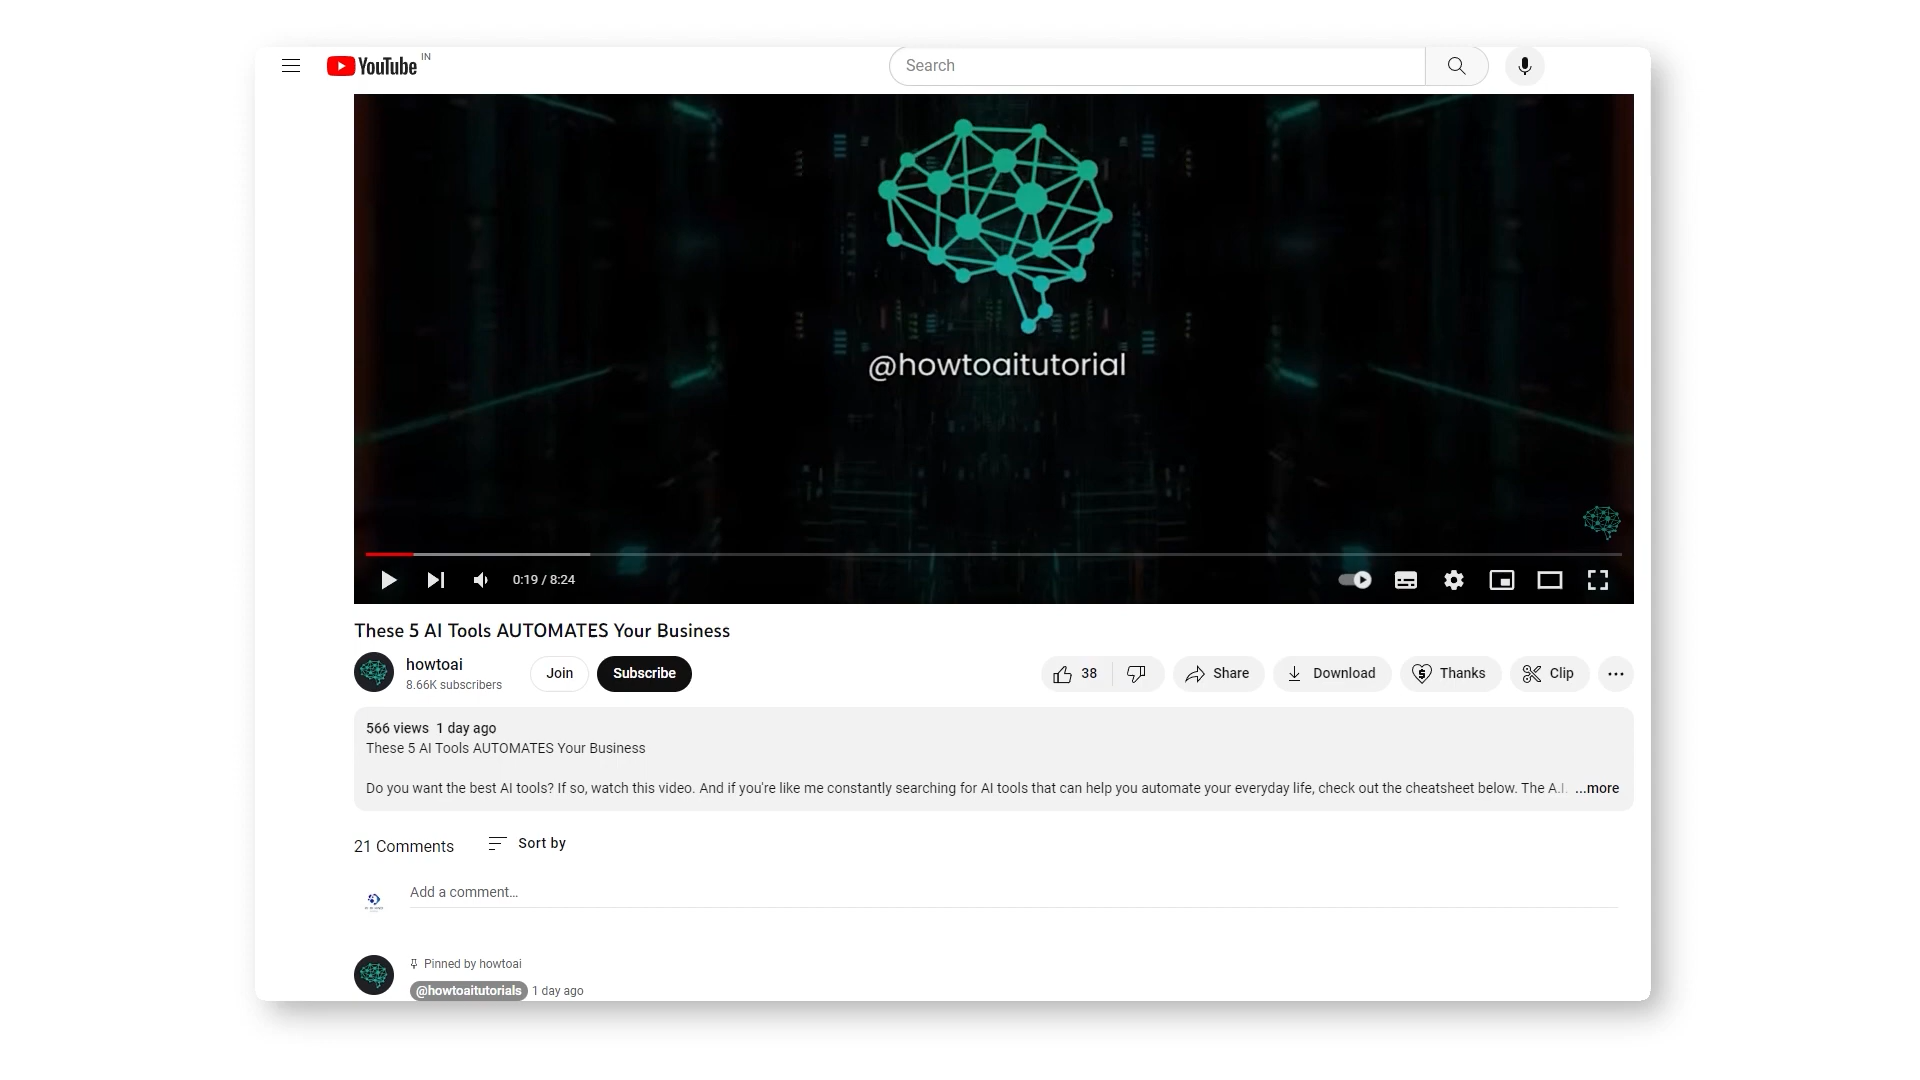 YouTube IN
Search
@howtoaitutorial
0:19 / 8:24
These 5 AI Tools AUTOMATES Your Business
howtoai
8.66K subscribers
Join
Subscribe
38
Share
Download
Thanks
Clip
566 views 1 day ago
These 5 AI Tools AUTOMATES Your Business
Do you want the best AI tools? If so, watch this video. And if you're like me constantly searching for AI tools that can help you automate your everyday life, check out the cheatsheet below. The A.I. ...more
21 Comments
Sort by
Add a comment...
Pinned by howtoai
@howtoaitutorials 1 day ago